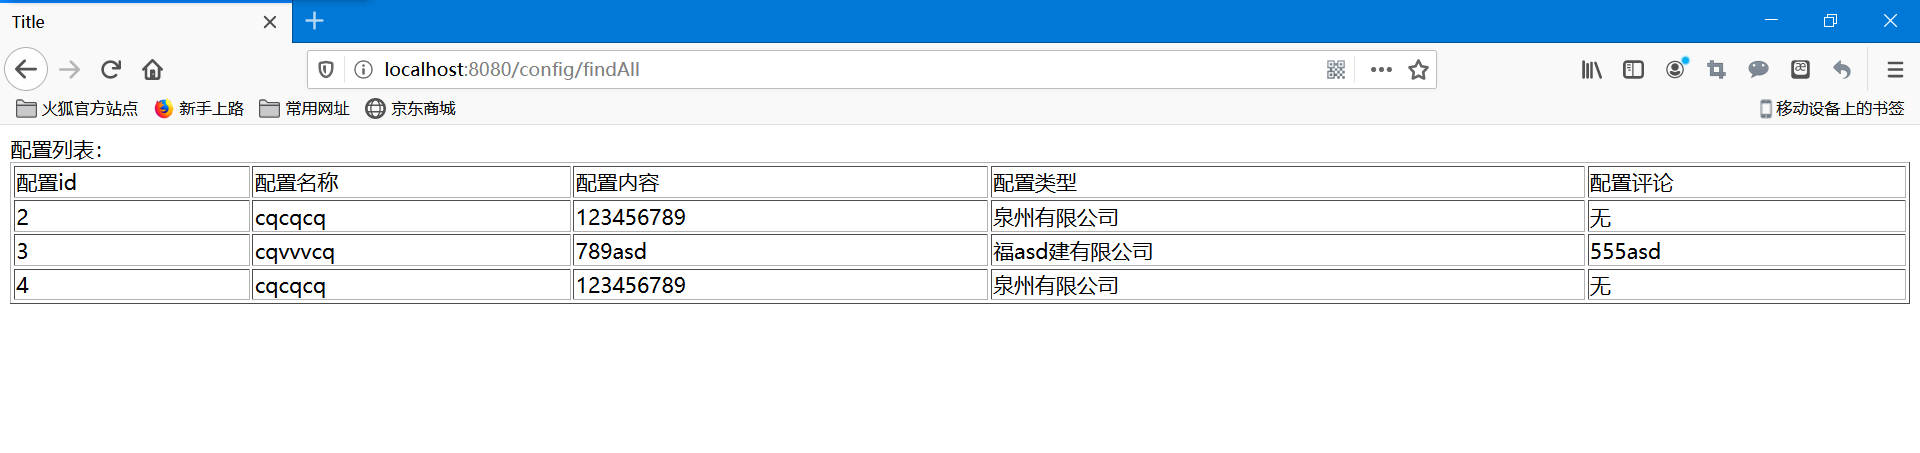 Title
localhost:8080/config/findAll
火狐官方站点 新手上路 常用网址 京东商城 移动设备上的书签
配置列表：
配置id 配置名称 配置内容 配置类型 配置评论
2 cqcqcq 123456789 泉州有限公司 无
3 cqvvvcq 789asd 福asd建有限公司 555asd
4 cqcqcq 123456789 泉州有限公司 无